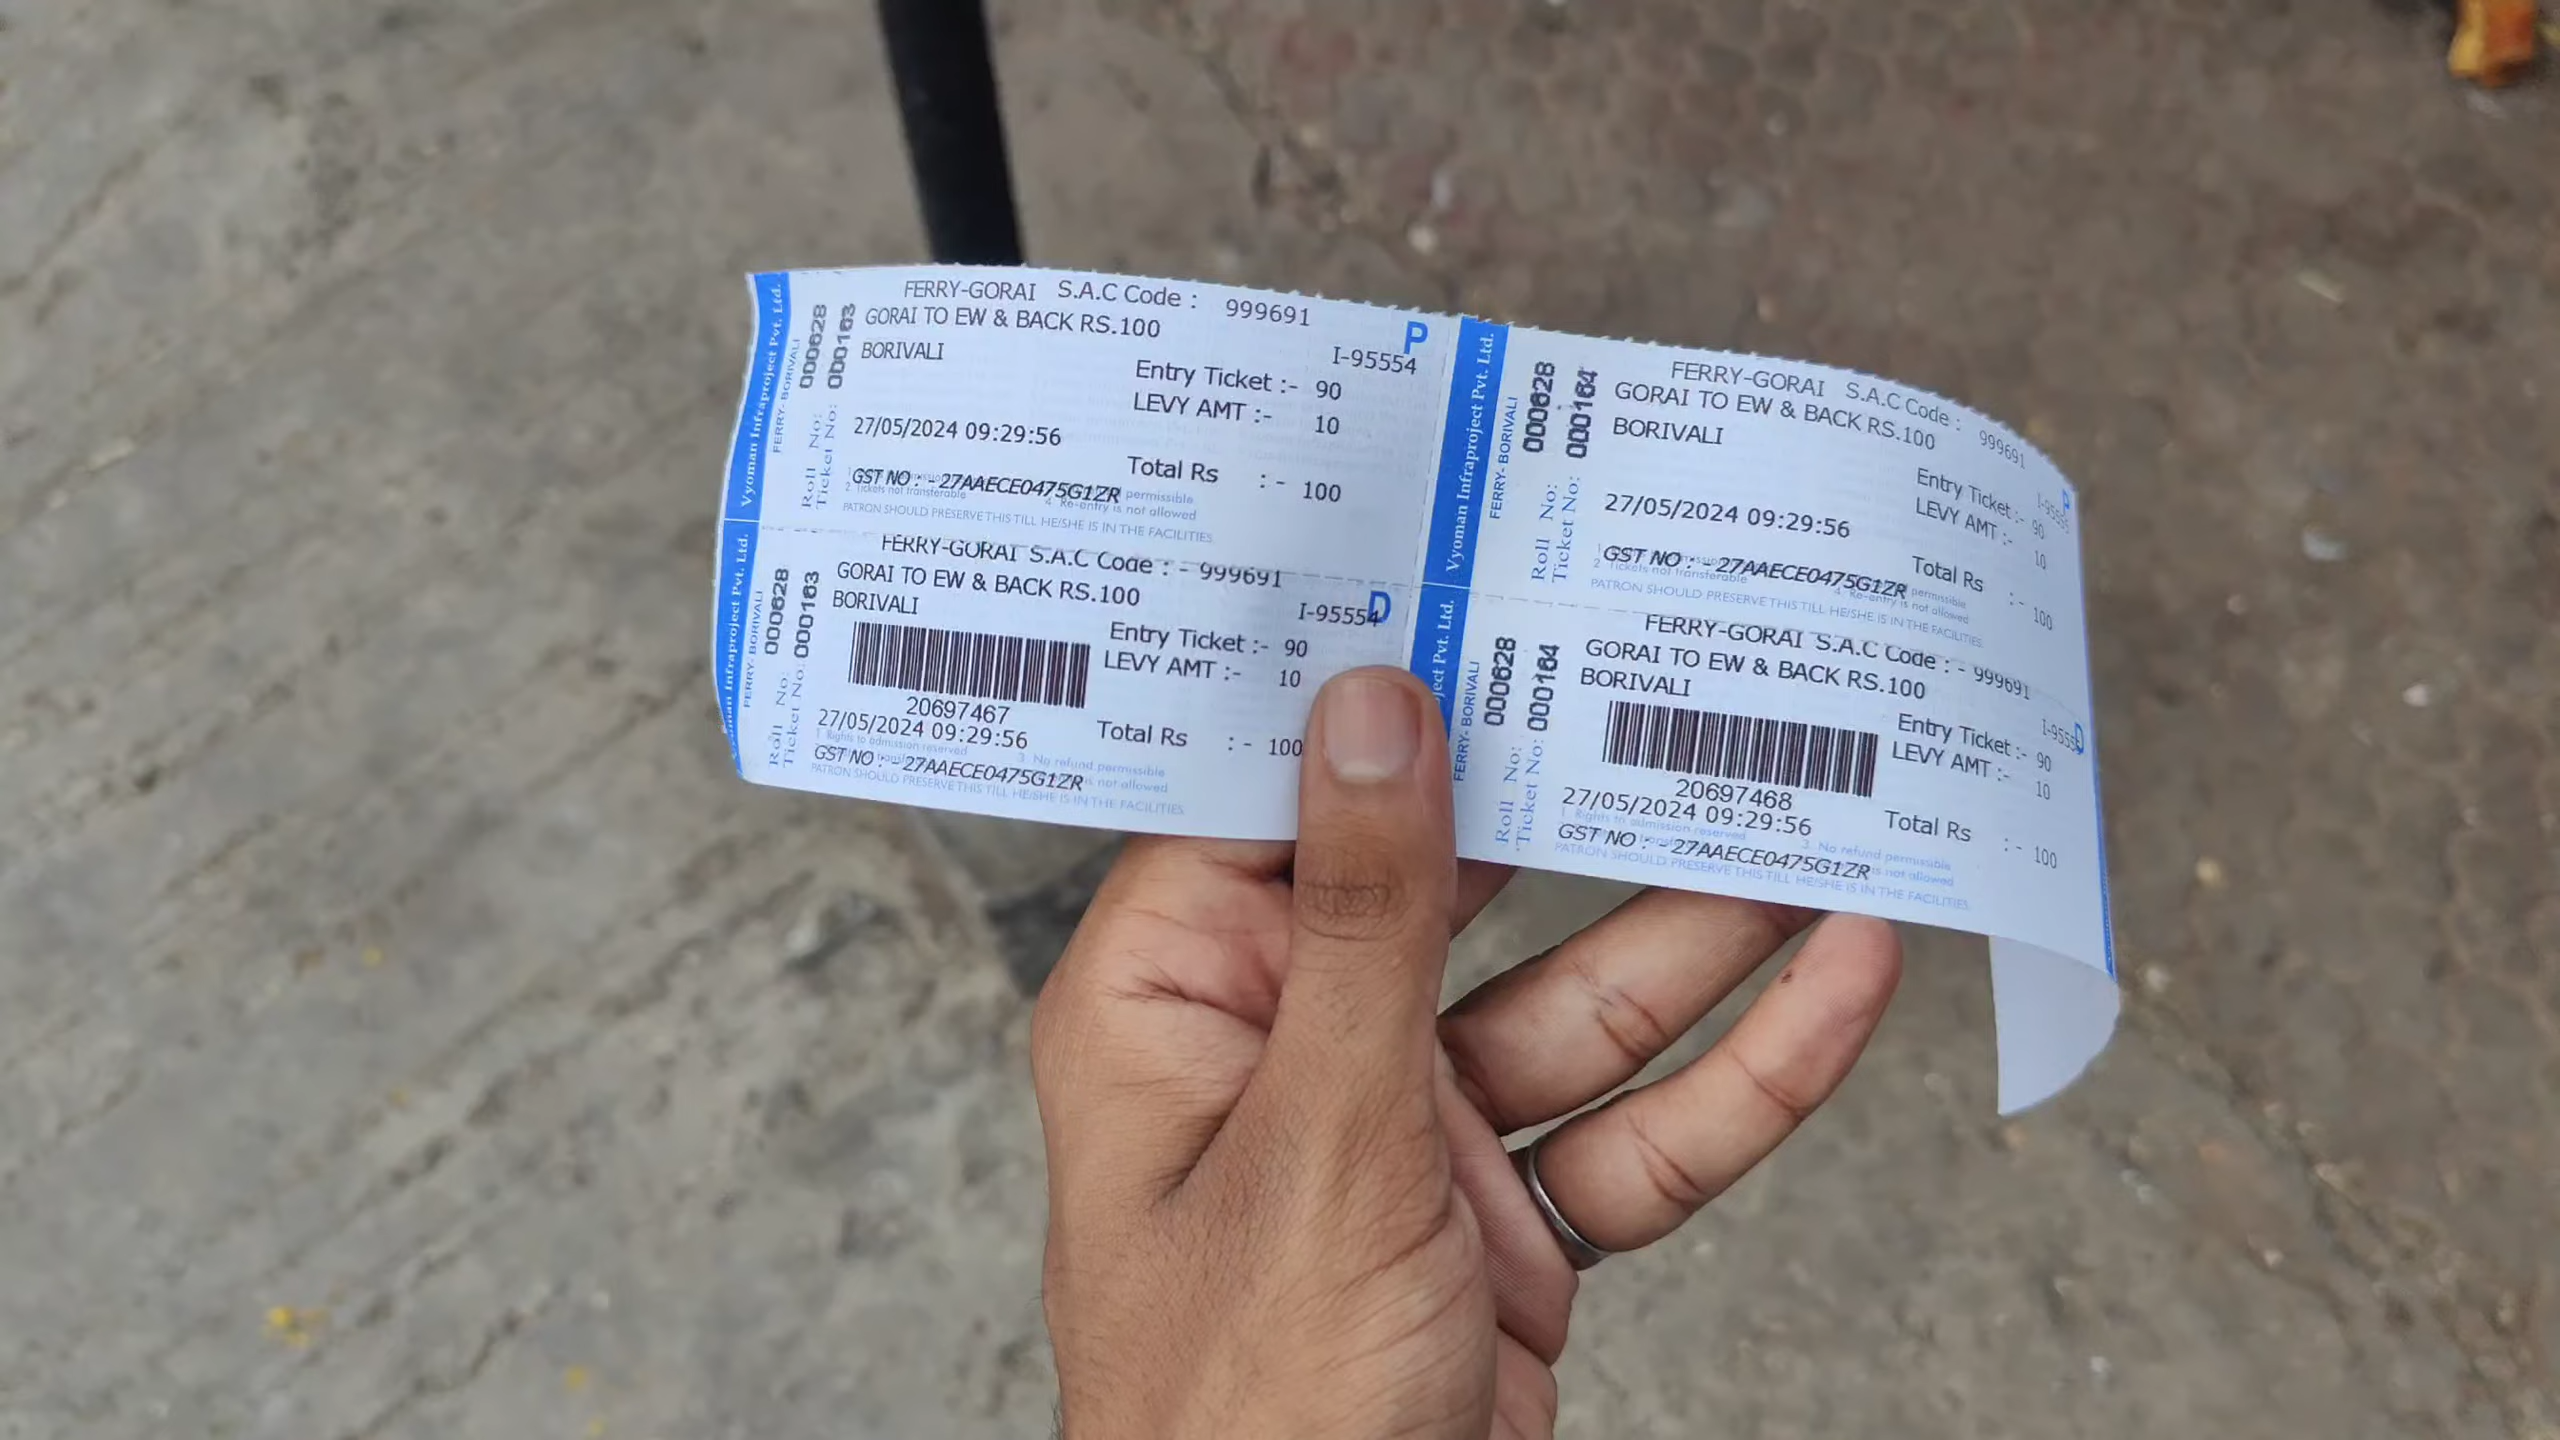 Vyoman Infraproject Pvt. Ltd.
FERRY- BORIVALI
Roll No: 000628
Ticket No: 000163
FERRY-GORAI S.A.C Code : 999691
GORAI TO EW & BACK RS.100
P
BORIVALI
I-95554
Entry Ticket :- 90
LEVY AMT :- 10
27/05/2024 09:29:56
Total Rs : - 100
GST NO : - 27AAECE0475G1ZR
2. Tickets not transferable
permissible
4. Re-entry is not allowed
PATRON SHOULD PRESERVE THIS TILL HE/SHE IS IN THE FACILITIES
Vyoman Infraproject Pvt. Ltd.
FERRY- BORIVALI
Roll No: 000628
Ticket No: 000163
FERRY-GORAI S.A.C Code : - 999691
GORAI TO EW & BACK RS.100
D
BORIVALI
I-95554
Entry Ticket :- 90
LEVY AMT :- 10
20697467
27/05/2024 09:29:56
Total Rs : - 100
1. Rights to admission reserved
3. No refund permissible
GST NO : - 27AAECE0475G1ZR
is not allowed
PATRON SHOULD PRESERVE THIS TILL HE/SHE IS IN THE FACILITIES
Vyoman Infraproject Pvt. Ltd.
FERRY- BORIVALI
Roll No: 000628
Ticket No: 000164
FERRY-GORAI S.A.C Code : 999691
GORAI TO EW & BACK RS.100
P
BORIVALI
Entry Ticket :- 90
LEVY AMT :- 10
27/05/2024 09:29:56
Total Rs : - 100
GST NO : - 27AAECE0475G1ZR
2. Tickets not transferable
permissible
4. Re-entry is not allowed
PATRON SHOULD PRESERVE THIS TILL HE/SHE IS IN THE FACILITIES
Pvt. Ltd.
FERRY- BORIVALI
Roll No: 000628
Ticket No: 000164
FERRY-GORAI S.A.C Code : - 999691
GORAI TO EW & BACK RS.100
D
BORIVALI
Entry Ticket :- 90
LEVY AMT :- 10
20697468
27/05/2024 09:29:56
Total Rs : - 100
1. Rights to admission reserved
3. No refund permissible
GST NO : - 27AAECE0475G1ZR
is not allowed
PATRON SHOULD PRESERVE THIS TILL HE/SHE IS IN THE FACILITIES